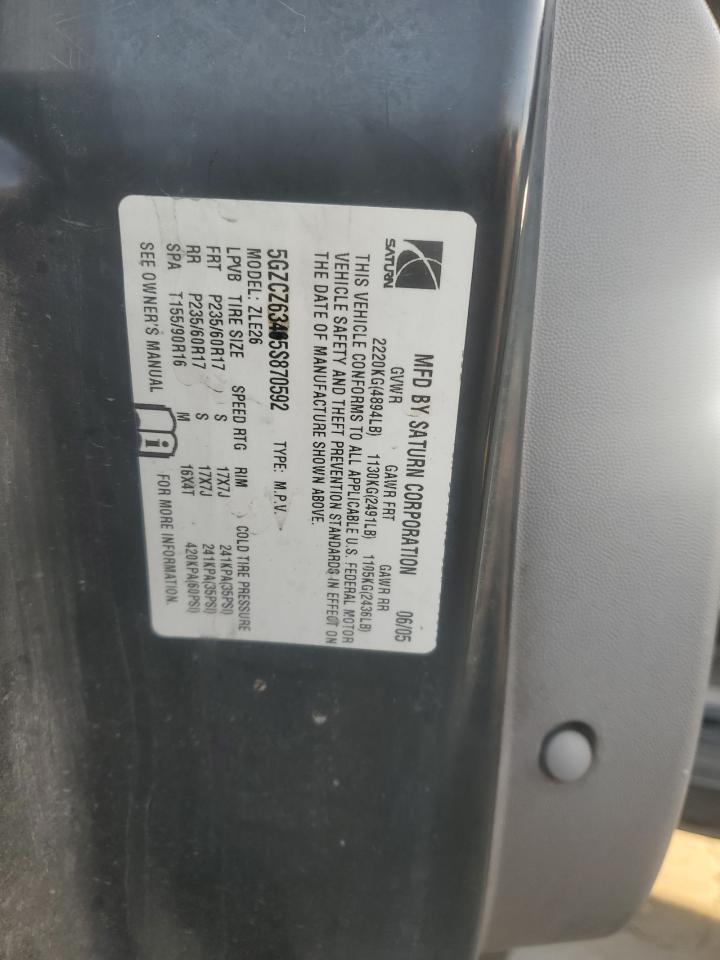 SATURN
MFD BY SATURN CORPORATION 06/05
GVWR GAWR FRT GAWR RR
2220KG(4894LB) 1130KG(2491LB) 1105KG(2436LB)
THIS VEHICLE CONFORMS TO ALL APPLICABLE U.S. FEDERAL MOTOR
VEHICLE SAFETY AND THEFT PREVENTION STANDARDS IN EFFECT ON
THE DATE OF MANUFACTURE SHOWN ABOVE.
TYPE: M.P.V.
MODEL: ZLE26
LPVB TIRE SIZE SPEED RTG RIM COLD TIRE PRESSURE
FRT P235/60R17 S 17X7J 241KPA(35PSI)
RR P235/60R17 S 17X7J 241KPA(35PSI)
SPA T155/90R16 M 16X4T 420KPA(60PSI)
SEE OWNER'S MANUAL i FOR MORE INFORMATION.